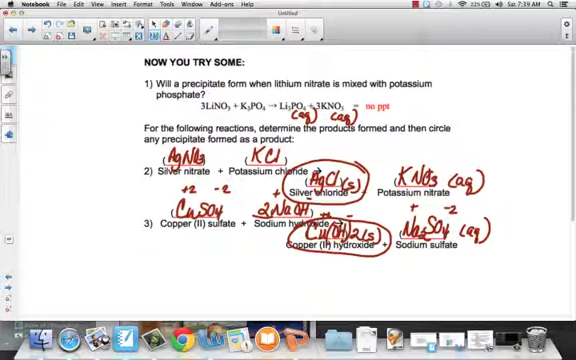 Notebook File Edit View Insert Format Tools Window Add-ons Help
22% Sat 7:39 AM
Untitled
NOW YOU TRY SOME:
1) Will a precipitate form when lithium nitrate is mixed with potassium
phosphate?
3LiNO₃ + K₃PO₄ → Li₃PO₄ + 3KNO₃ = no ppt
(aq) (aq)
For the following reactions, determine the products formed and then circle
any precipitate formed as a product:
AgNO₃ KCl
2) Silver nitrate + Potassium chloride →
AgCl(s) KNO₃ (aq)
Silver chloride + Potassium nitrate
+2 -2 + - +2 - + -2
CuSO₄ 2NaOH
3) Copper (II) sulfate + Sodium hydroxide →
Cu(OH)2(s) Na₂SO₄ (aq)
Copper (II) hydroxide + Sodium sulfate